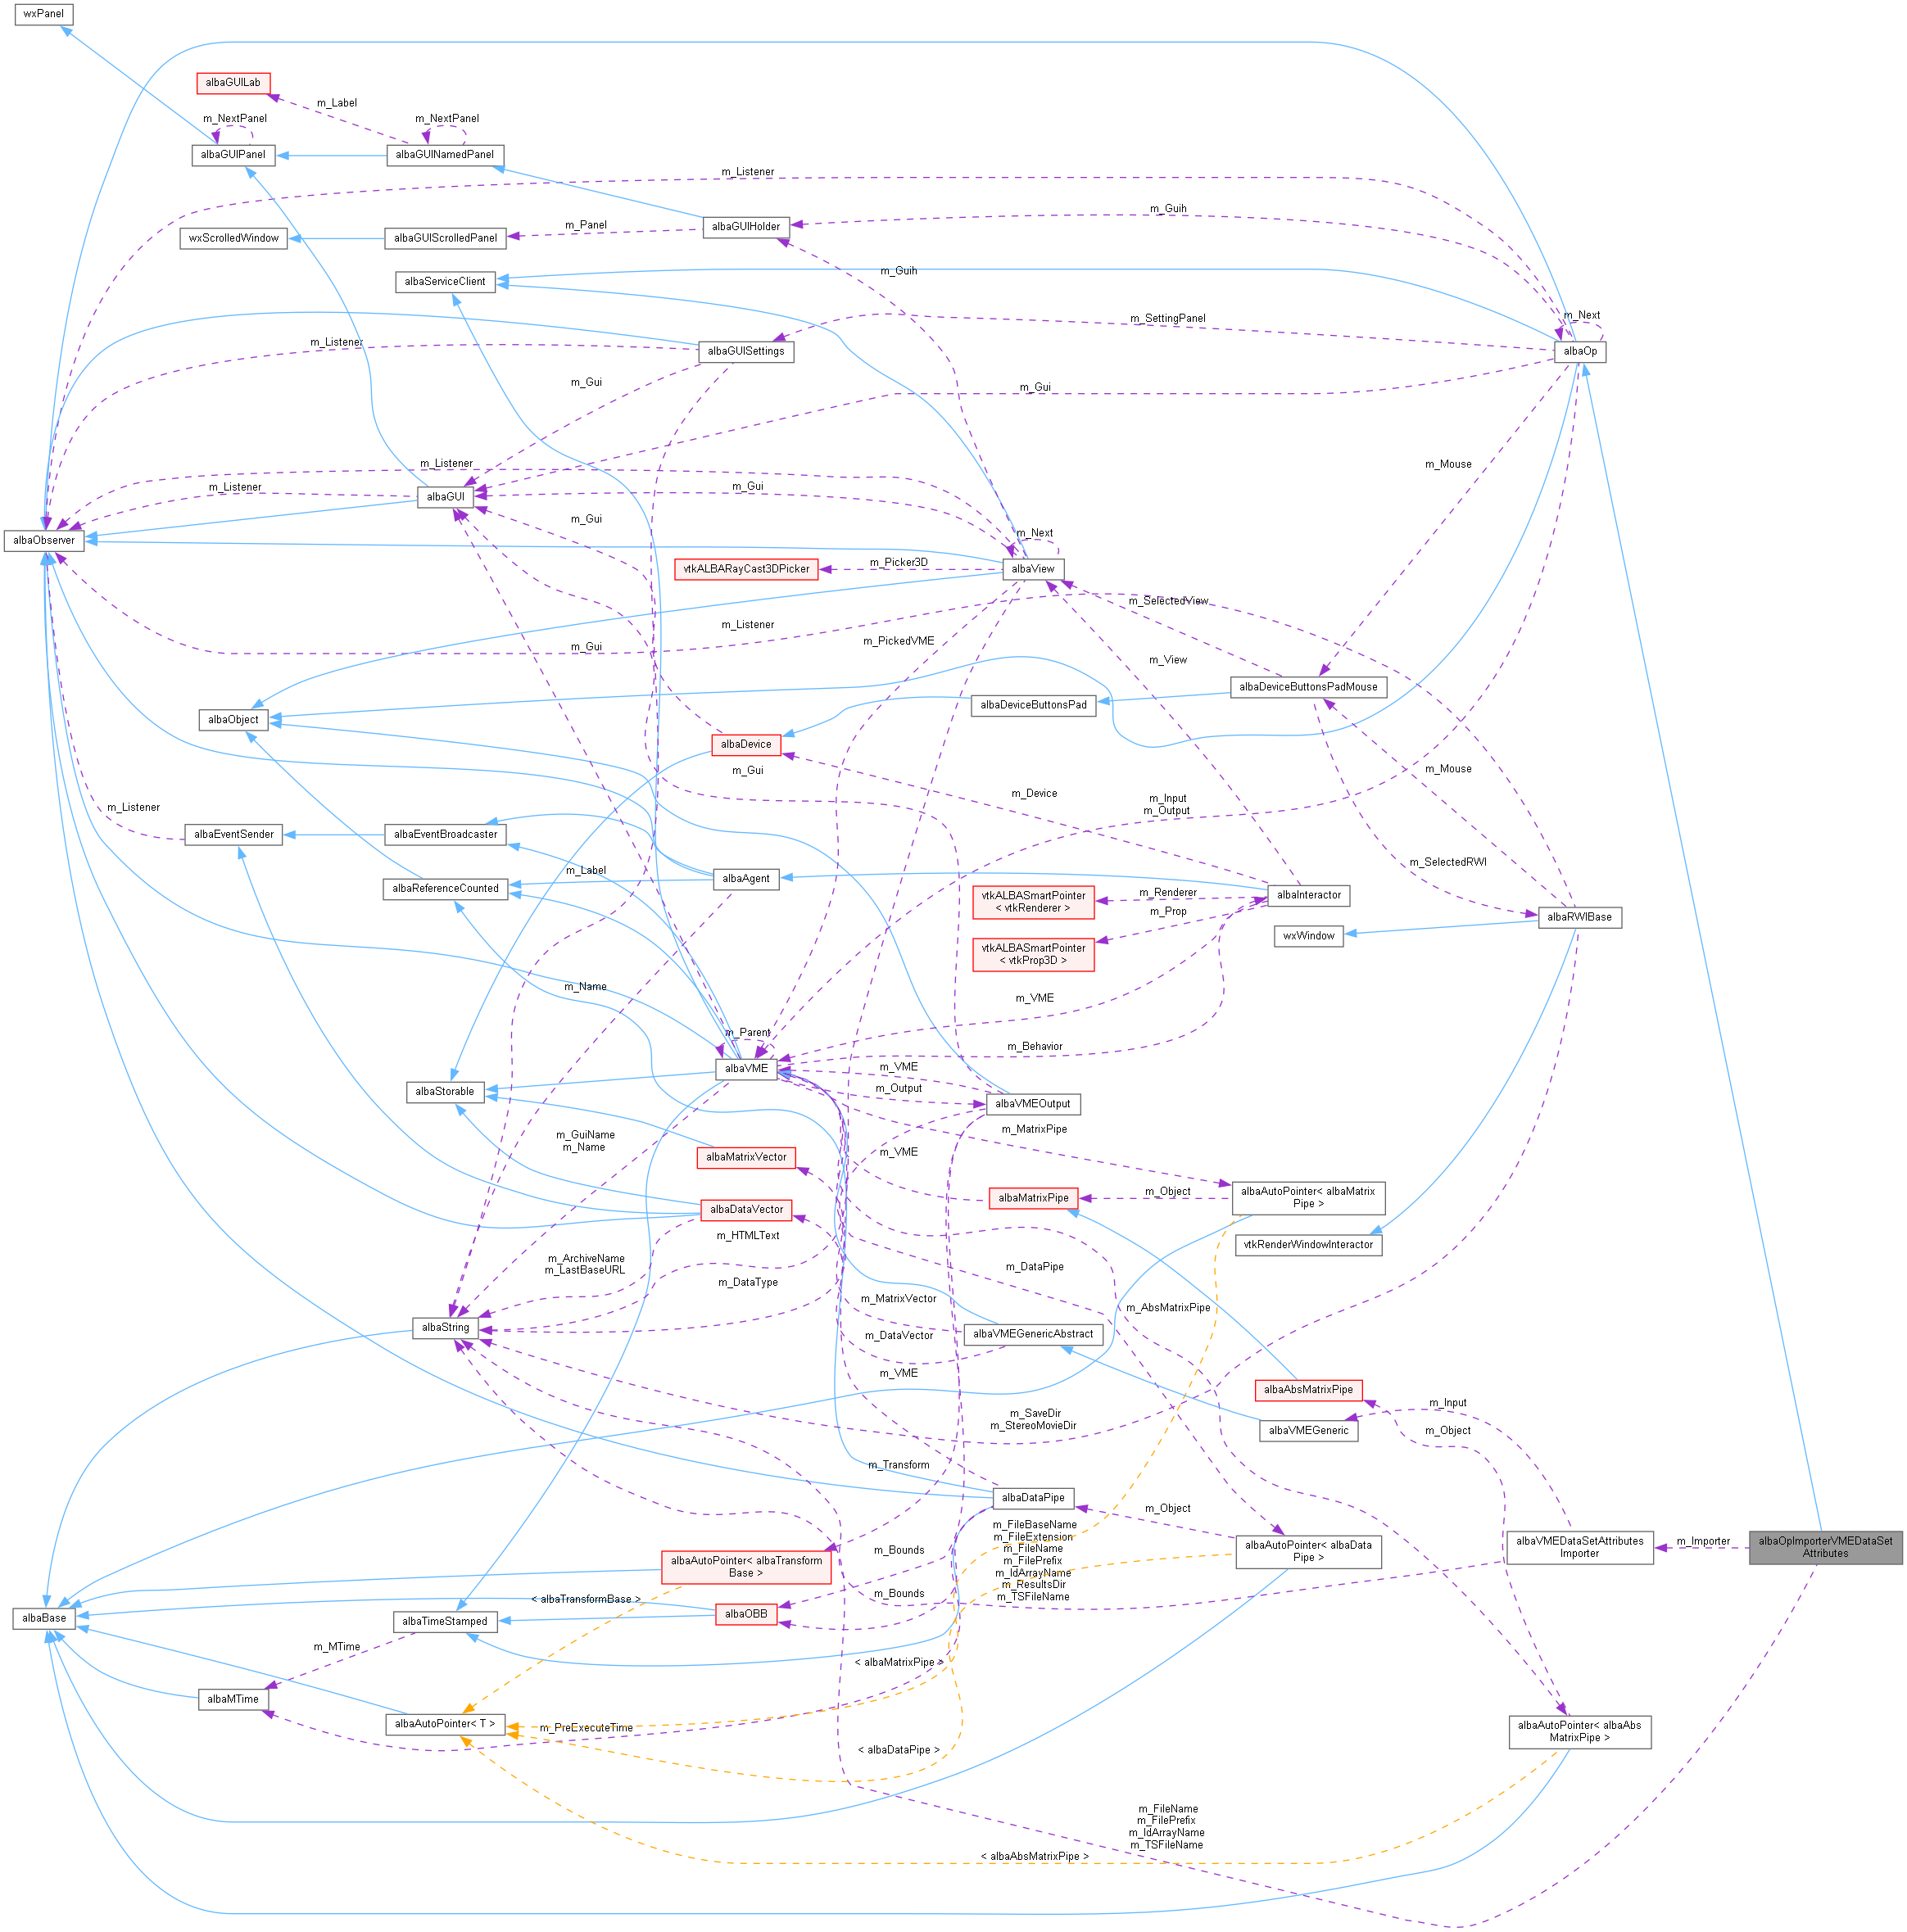 wxPanel
albaGUILab
m_Label
m_NextPanel
m_NextPanel
albaGUIPanel
albaGUINamedPanel
m_Listener
m_Guih
albaGUIHolder
m_Panel
wxScrolledWindow
albaGUIScrolledPanel
m_Guih
albaServiceClient
m_SettingPanel
m_Next
m_Listener
albaGUISettings
albaOp
m_Gui
m_Gui
m_Listener
m_Mouse
m_Listener
m_Gui
albaGUI
m_Gui
m_Next
albaObserver
m_Picker3D
vtkALBARayCast3DPicker
albaView
m_SelectedView
m_Listener
m_PickedVME
m_Gui
m_View
albaDeviceButtonsPadMouse
albaDeviceButtonsPad
albaObject
albaDevice
m_Gui
m_Mouse
m_Device
m_Input
m_Output
m_Listener
albaEventSender
albaEventBroadcaster
m_SelectedRWI
m_Label
albaAgent
albaReferenceCounted
m_Renderer
vtkALBASmartPointer
< vtkRenderer >
albaInteractor
m_Prop
albaRWIBase
wxWindow
vtkALBASmartPointer
< vtkProp3D >
m_Name
m_VME
m_Parent
m_Behavior
albaVME
m_VME
m_Output
albaStorable
albaVMEOutput
m_GuiName
m_Name
m_MatrixPipe
m_VME
albaMatrixVector
albaMatrixPipe
m_Object
albaAutoPointer< albaMatrix
Pipe >
albaDataVector
m_HTMLText
vtkRenderWindowInteractor
m_ArchiveName
m_LastBaseURL
m_DataPipe
m_DataType
m_MatrixVector
m_AbsMatrixPipe
albaString
albaVMEGenericAbstract
m_DataVector
m_VME
albaAbsMatrixPipe
m_Input
m_SaveDir
m_StereoMovieDir
albaVMEGeneric
m_Object
m_Transform
albaDataPipe
m_Object
m_FileBaseName
m_FileExtension
m_FileName
m_FilePrefix
m_IdArrayName
m_ResultsDir
m_TSFileName
m_Bounds
albaAutoPointer< albaData
Pipe >
albaVMEDataSetAttributes
Importer
m_Importer
albaOpImporterVMEDataSet
Attributes
albaAutoPointer< albaTransform
Base >
m_Bounds
< albaTransformBase >
albaBase
albaTimeStamped
albaOBB
m_MTime
< albaMatrixPipe >
albaMTime
albaAutoPointer< T >
m_PreExecuteTime
albaAutoPointer< albaAbs
MatrixPipe >
< albaDataPipe >
m_FileName
m_FilePrefix
m_IdArrayName
m_TSFileName
< albaAbsMatrixPipe >